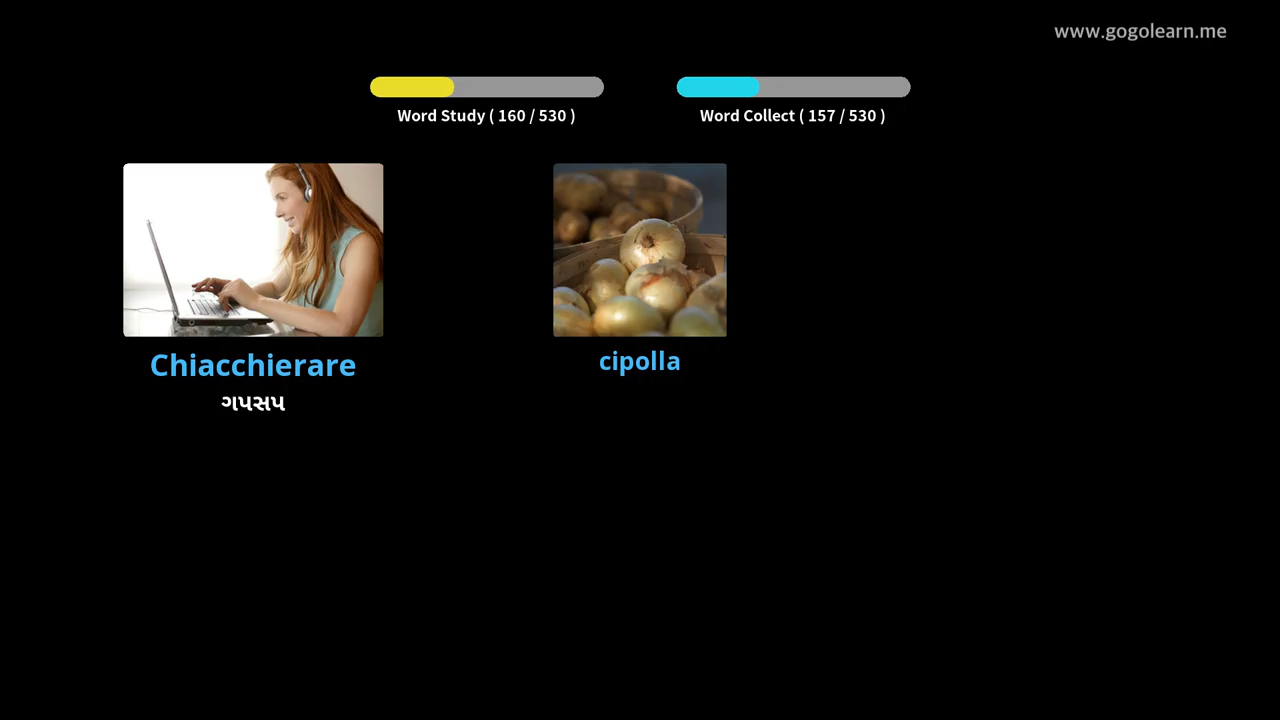 www.gogolearn.me
Word Study ( 160 / 530 )
Word Collect ( 157 / 530 )
Chiacchierare
ગપસપ
cipolla